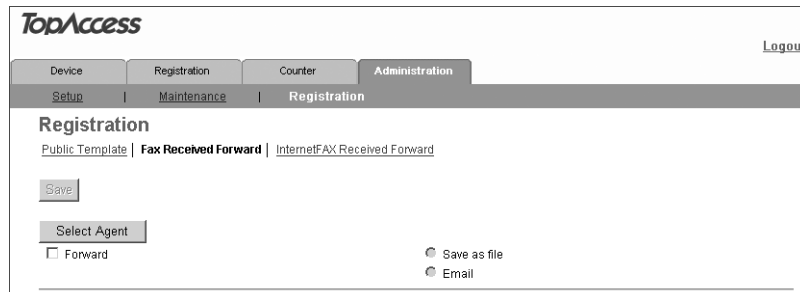 TopAccess
Logou
Device Registration Counter Administration
Setup | Maintenance | Registration
Registration
Public Template | Fax Received Forward | InternetFAX Received Forward
Save
Select Agent
Forward Save as file
Email